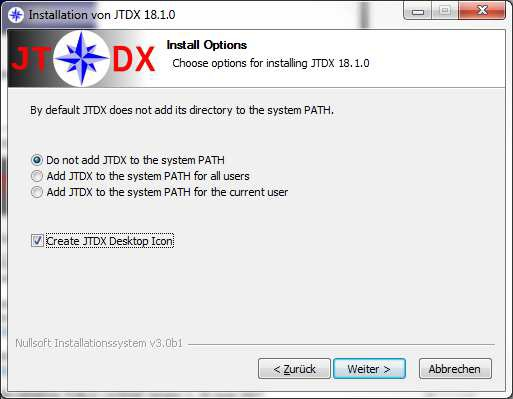 Installation von JTDX 18.1.0
JT DX
Install Options
Choose options for installing JTDX 18.1.0
By default JTDX does not add its directory to the system PATH.
Do not add JTDX to the system PATH
Add JTDX to the system PATH for all users
Add JTDX to the system PATH for the current user
Create JTDX Desktop Icon
Nullsoft Installationssystem v3.0b1
< Zurück
Weiter >
Abbrechen